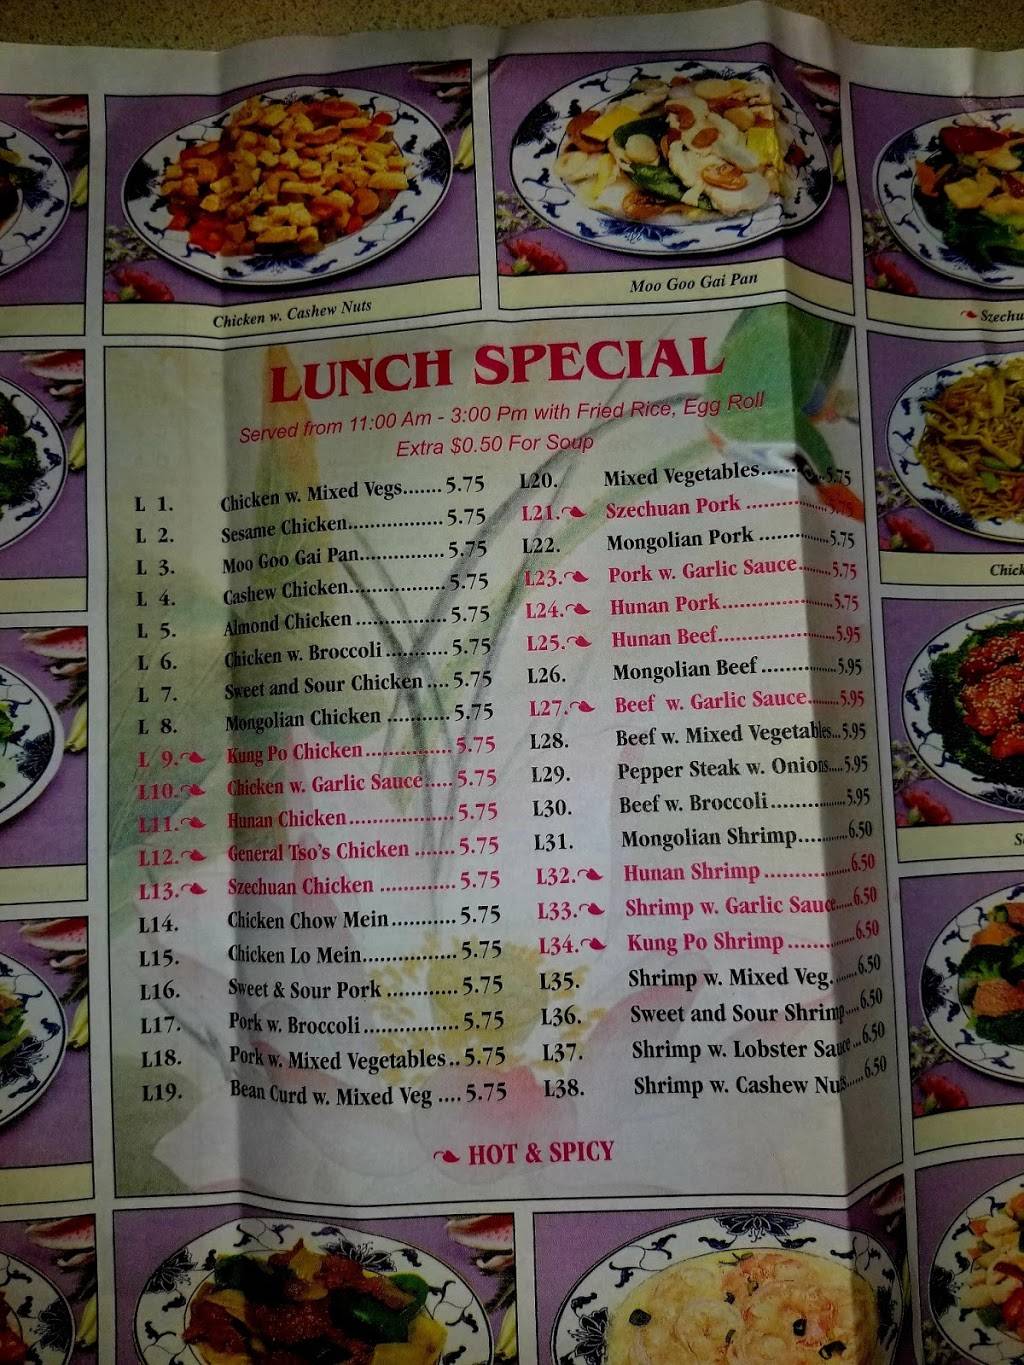 Chicken w. Cashew Nuts
Moo Goo Gai Pan
Szechu
LUNCH SPECIAL
Served from 11:00 Am - 3:00 Pm with Fried Rice, Egg Roll
Extra $0.50 For Soup
L 1. Chicken w. Mixed Vegs.......5.75
L 2. Sesame Chicken.................5.75
L 3. Moo Goo Gai Pan...............5.75
L 4. Cashew Chicken.................5.75
L 5. Almond Chicken ................5.75
L 6. Chicken w. Broccoli ...........5.75
L 7. Sweet and Sour Chicken ....5.75
L 8. Mongolian Chicken ...........5.75
L 9. Kung Po Chicken...............5.75
L10. Chicken w. Garlic Sauce.....5.75
L11. Hunan Chicken...................5.75
L12. General Tso's Chicken .......5.75
L13. Szechuan Chicken .............5.75
L14. Chicken Chow Mein...........5.75
L15. Chicken Lo Mein................5.75
L16. Sweet & Sour Pork ............5.75
L17. Pork w. Broccoli.................5.75
L18. Pork w. Mixed Vegetables..5.75
L19. Bean Curd w. Mixed Veg ....5.75
L20. Mixed Vegetables............5.75
L21. Szechuan Pork ..................5.75
L22. Mongolian Pork ................5.75
L23. Pork w. Garlic Sauce.........5.75
L24. Hunan Pork.......................5.75
L25. Hunan Beef.......................5.95
L26. Mongolian Beef ................5.95
L27. Beef w. Garlic Sauce........5.95
L28. Beef w. Mixed Vegetables...5.95
L29. Pepper Steak w. Onions.....5.95
L30. Beef w. Broccoli................5.95
L31. Mongolian Shrimp............6.50
L32. Hunan Shrimp ..................6.50
L33. Shrimp w. Garlic Sauce.....6.50
L34. Kung Po Shrimp ..............6.50
L35. Shrimp w. Mixed Veg........6.50
L36. Sweet and Sour Shrimp....6.50
L37. Shrimp w. Lobster Sauce...6.50
L38. Shrimp w. Cashew Nuts.....6.50
HOT & SPICY
Chick
S